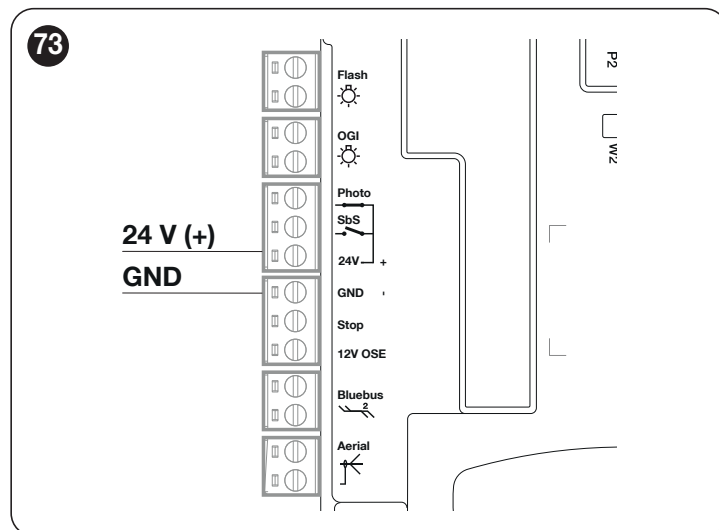 73
Flash
OGI
Photo
SbS
24V +
GND -
Stop
12V OSE
Bluebus
2
Aerial
24 V (+)
GND
P2
W2